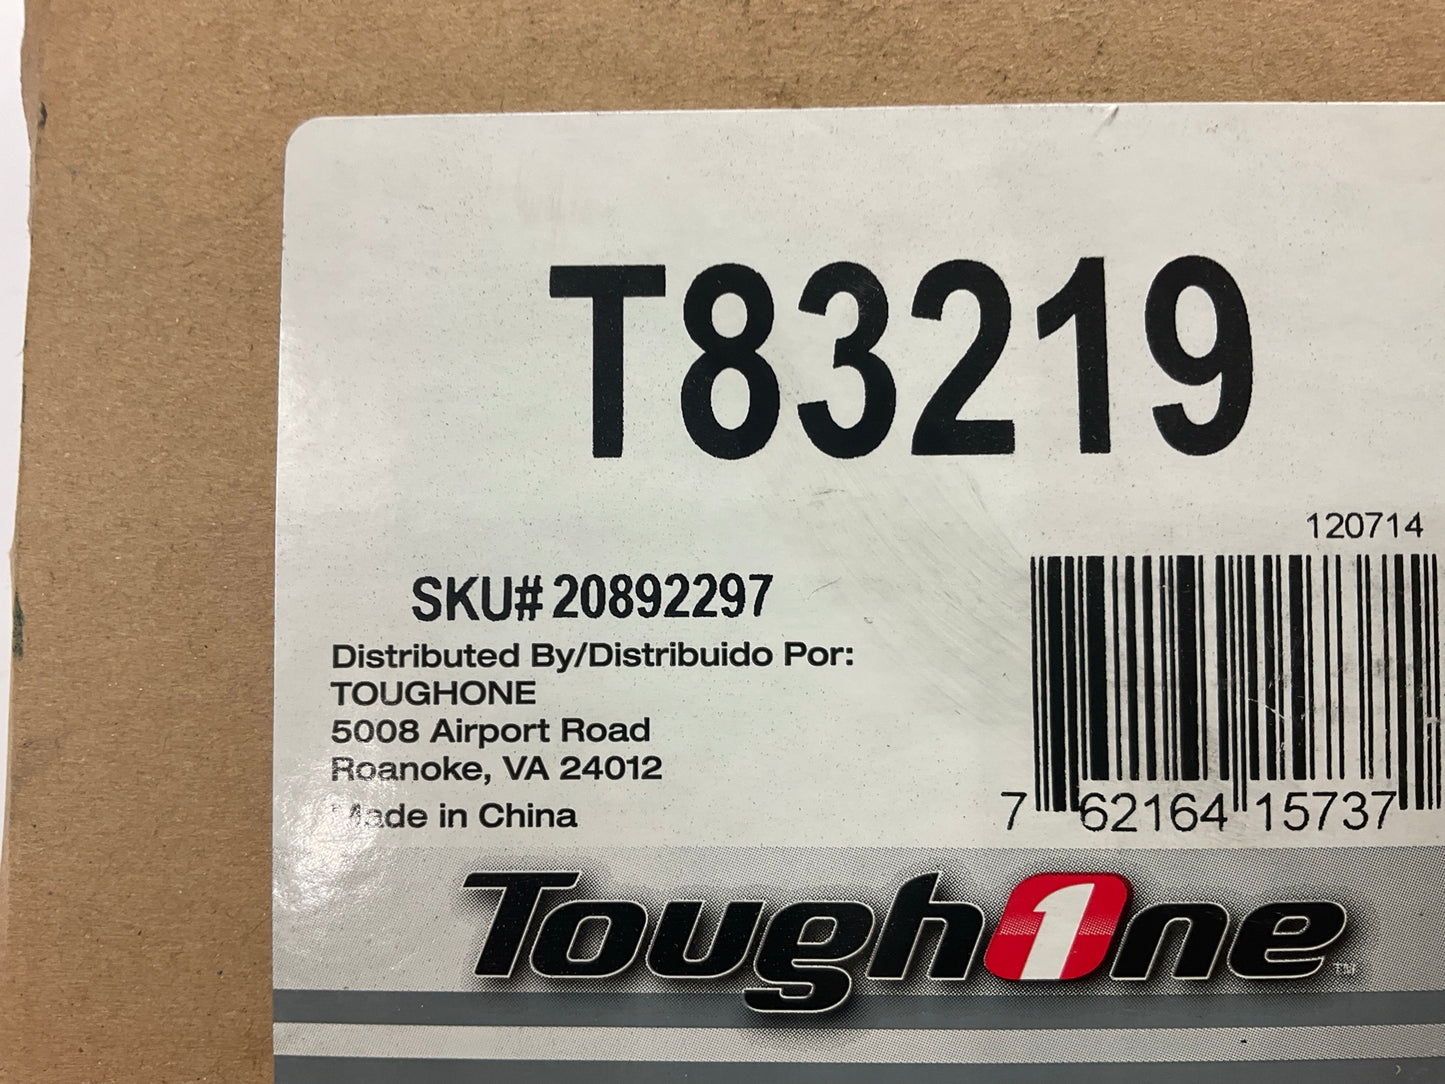 T83219
120714
SKU# 20892297
Distributed By/Distribuido Por:
TOUGHONE
5008 Airport Road
Roanoke, VA 24012
Made in China
7 62164 15737
Tough1One™